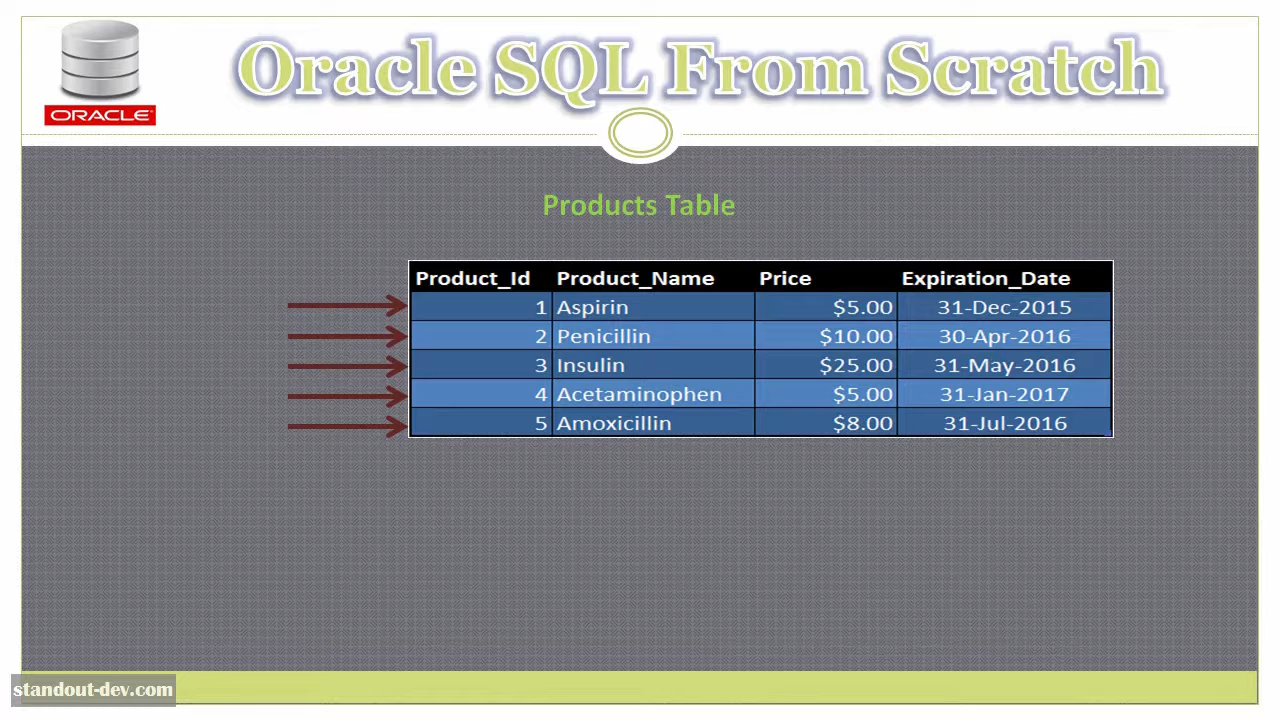 Oracle SQL From Scratch
ORACLE
Products Table
Product_Id Product_Name Price Expiration_Date
1 Aspirin $5.00 31-Dec-2015
2 Penicillin $10.00 30-Apr-2016
3 Insulin $25.00 31-May-2016
4 Acetaminophen $5.00 31-Jan-2017
5 Amoxicillin $8.00 31-Jul-2016
standout-dev.com